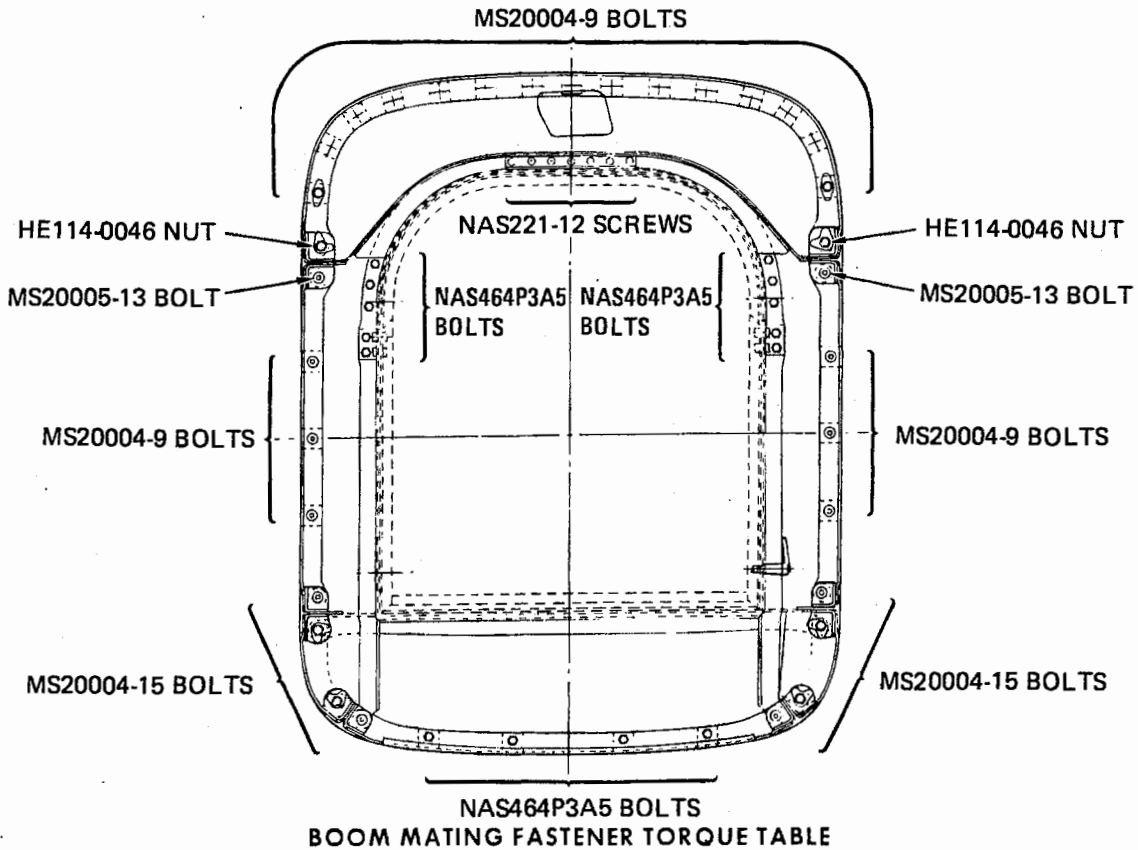 MS20004-9 BOLTS
HE114-0046 NUT
HE114-0046 NUT
NAS221-12 SCREWS
MS20005-13 BOLT
MS20005-13 BOLT
NAS464P3A5
BOLTS
NAS464P3A5
BOLTS
MS20004-9 BOLTS
MS20004-9 BOLTS
MS20004-15 BOLTS
MS20004-15 BOLTS
NAS464P3A5 BOLTS
BOOM MATING FASTENER TORQUE TABLE